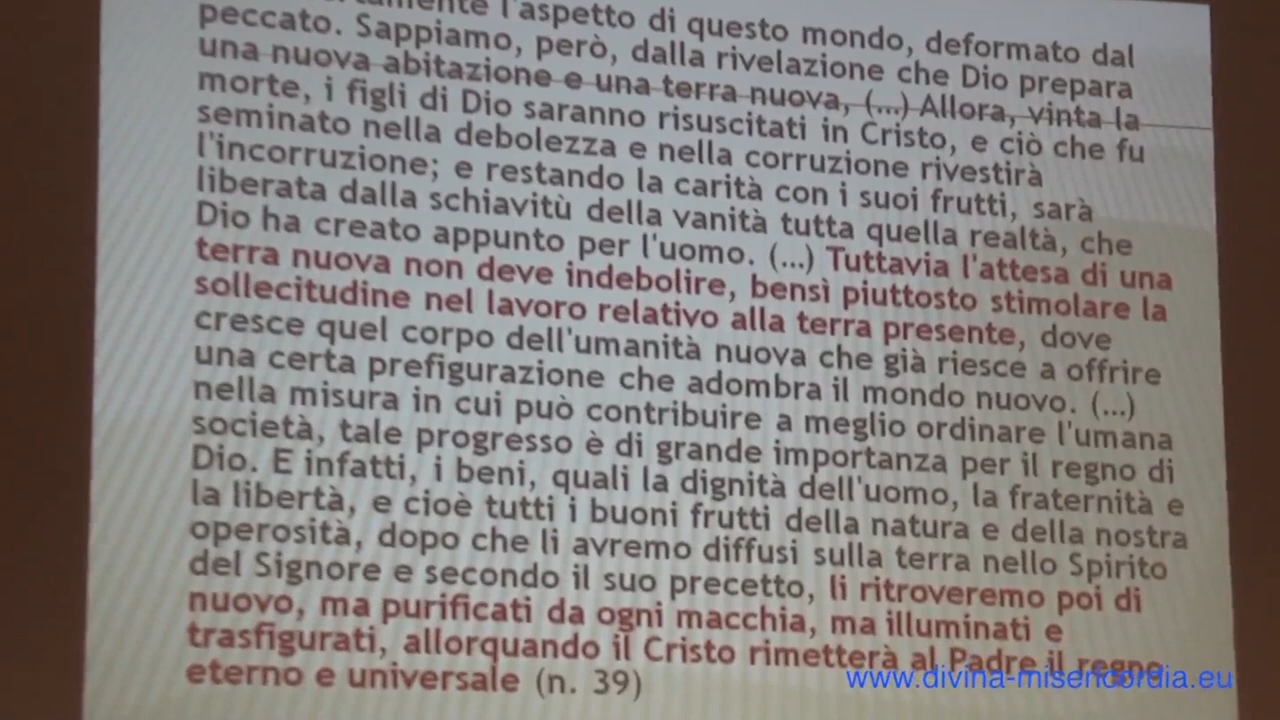 l'aspetto di questo mondo, deformato dal
peccato. Sappiamo, però, dalla rivelazione che Dio prepara
una nuova abitazione e una terra nuova, (...) Allora, vinta la
morte, i figli di Dio saranno risuscitati in Cristo, e ciò che fu
seminato nella debolezza e nella corruzione rivestirà
l'incorruzione; e restando la carità con i suoi frutti, sarà
liberata dalla schiavitù della vanità tutta quella realtà, che
Dio ha creato appunto per l'uomo. (...) Tuttavia l'attesa di una
terra nuova non deve indebolire, bensì piuttosto stimolare la
sollecitudine nel lavoro relativo alla terra presente, dove
cresce quel corpo dell'umanità nuova che già riesce a offrire
una certa prefigurazione che adombra il mondo nuovo. (...)
nella misura in cui può contribuire a meglio ordinare l'umana
società, tale progresso è di grande importanza per il regno di
Dio. E infatti, i beni, quali la dignità dell'uomo, la fraternità e
la libertà, e cioè tutti i buoni frutti della natura e della nostra
operosità, dopo che li avremo diffusi sulla terra nello Spirito
del Signore e secondo il suo precetto, li ritroveremo poi di
nuovo, ma purificati da ogni macchia, ma illuminati e
trasfigurati, allorquando il Cristo rimetterà al Padre il regno
eterno e universale (n. 39)
www.divina-misericordia.eu